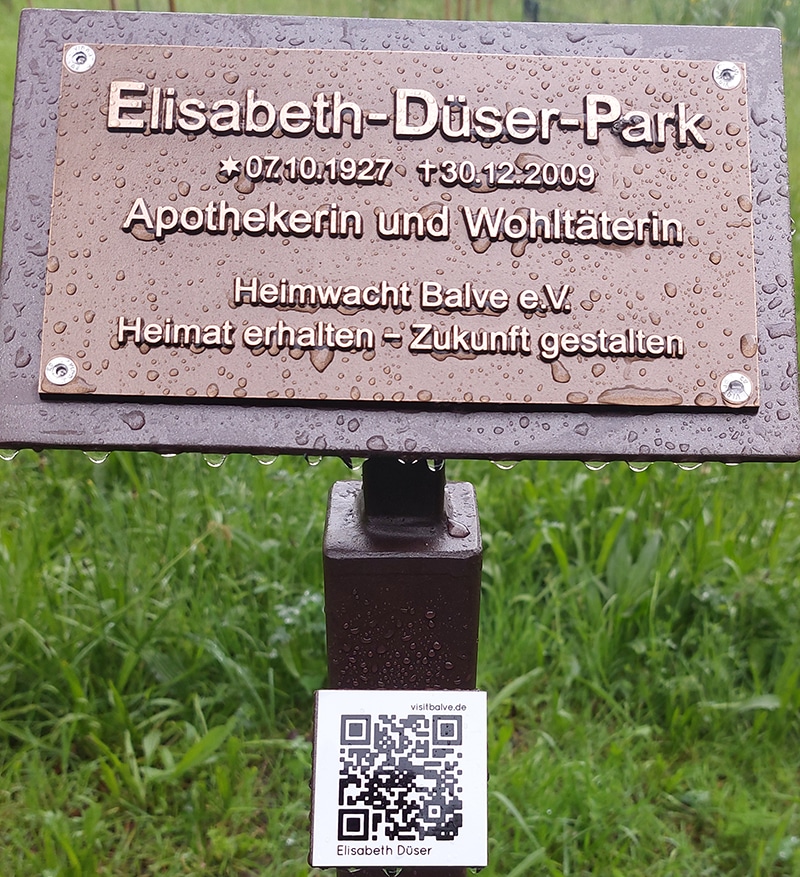 Elisabeth-Düser-Park
✶07.10.1927 ✝30.12.2009
Apothekerin und Wohltäterin
Heimwacht Balve e.V.
Heimat erhalten – Zukunft gestalten
visitbalve.de
Elisabeth Düser